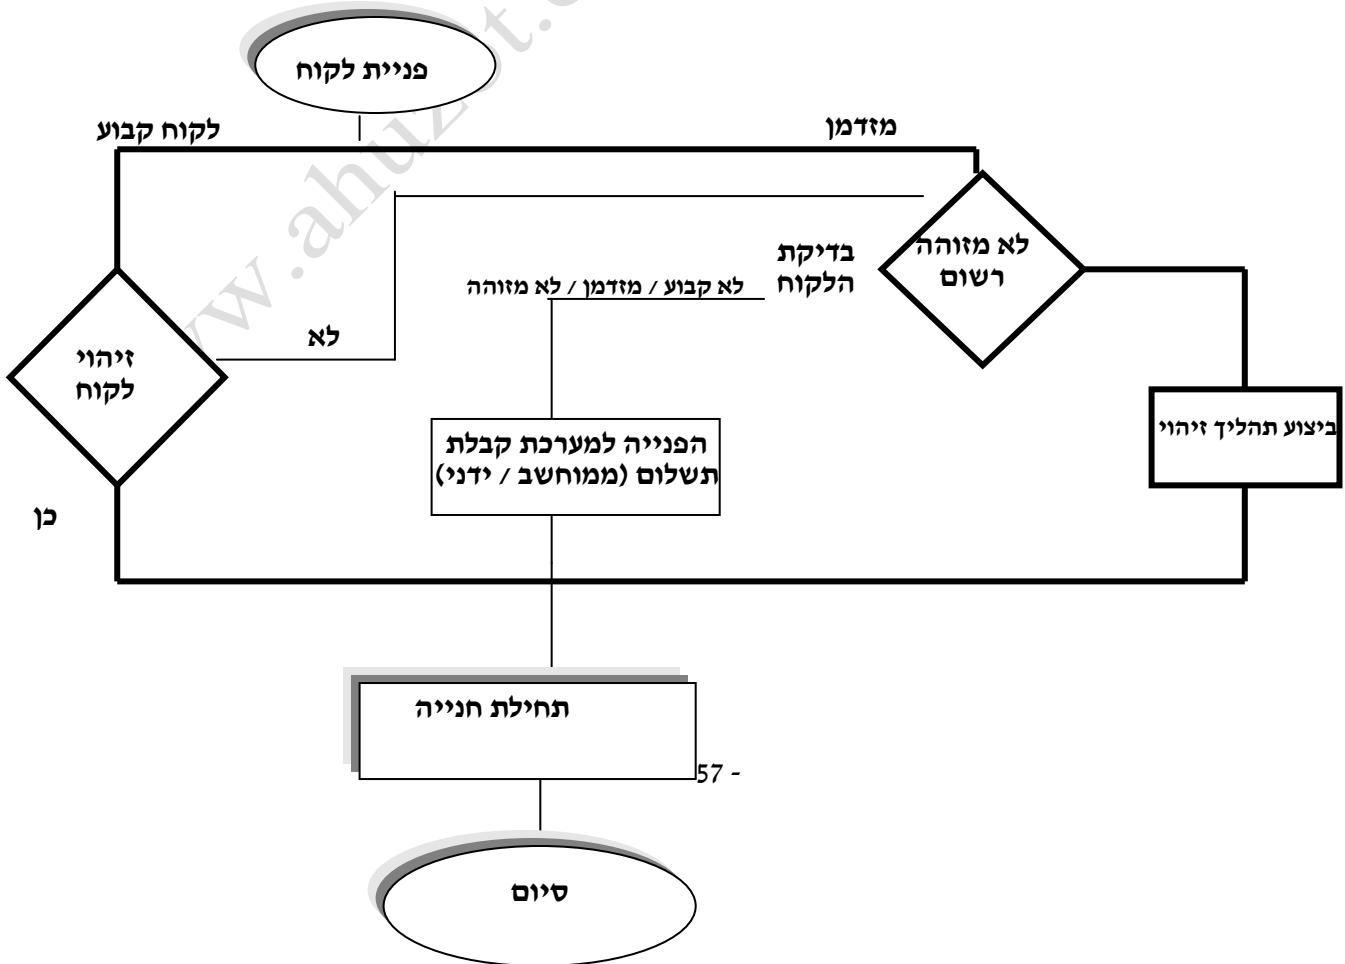 פניית לקוח
מזדמן
לקוח קבוע
לא מזוהה
רשום
בדיקת
הלקוח
לא קבוע / מזדמן / לא מזוהה
לא
זיהוי
לקוח
ביצוע תהליך זיהוי
הפנייה למערכת קבלת
תשלום (ממוחשב / ידני)
כן
תחילת חנייה
57 -
סיום